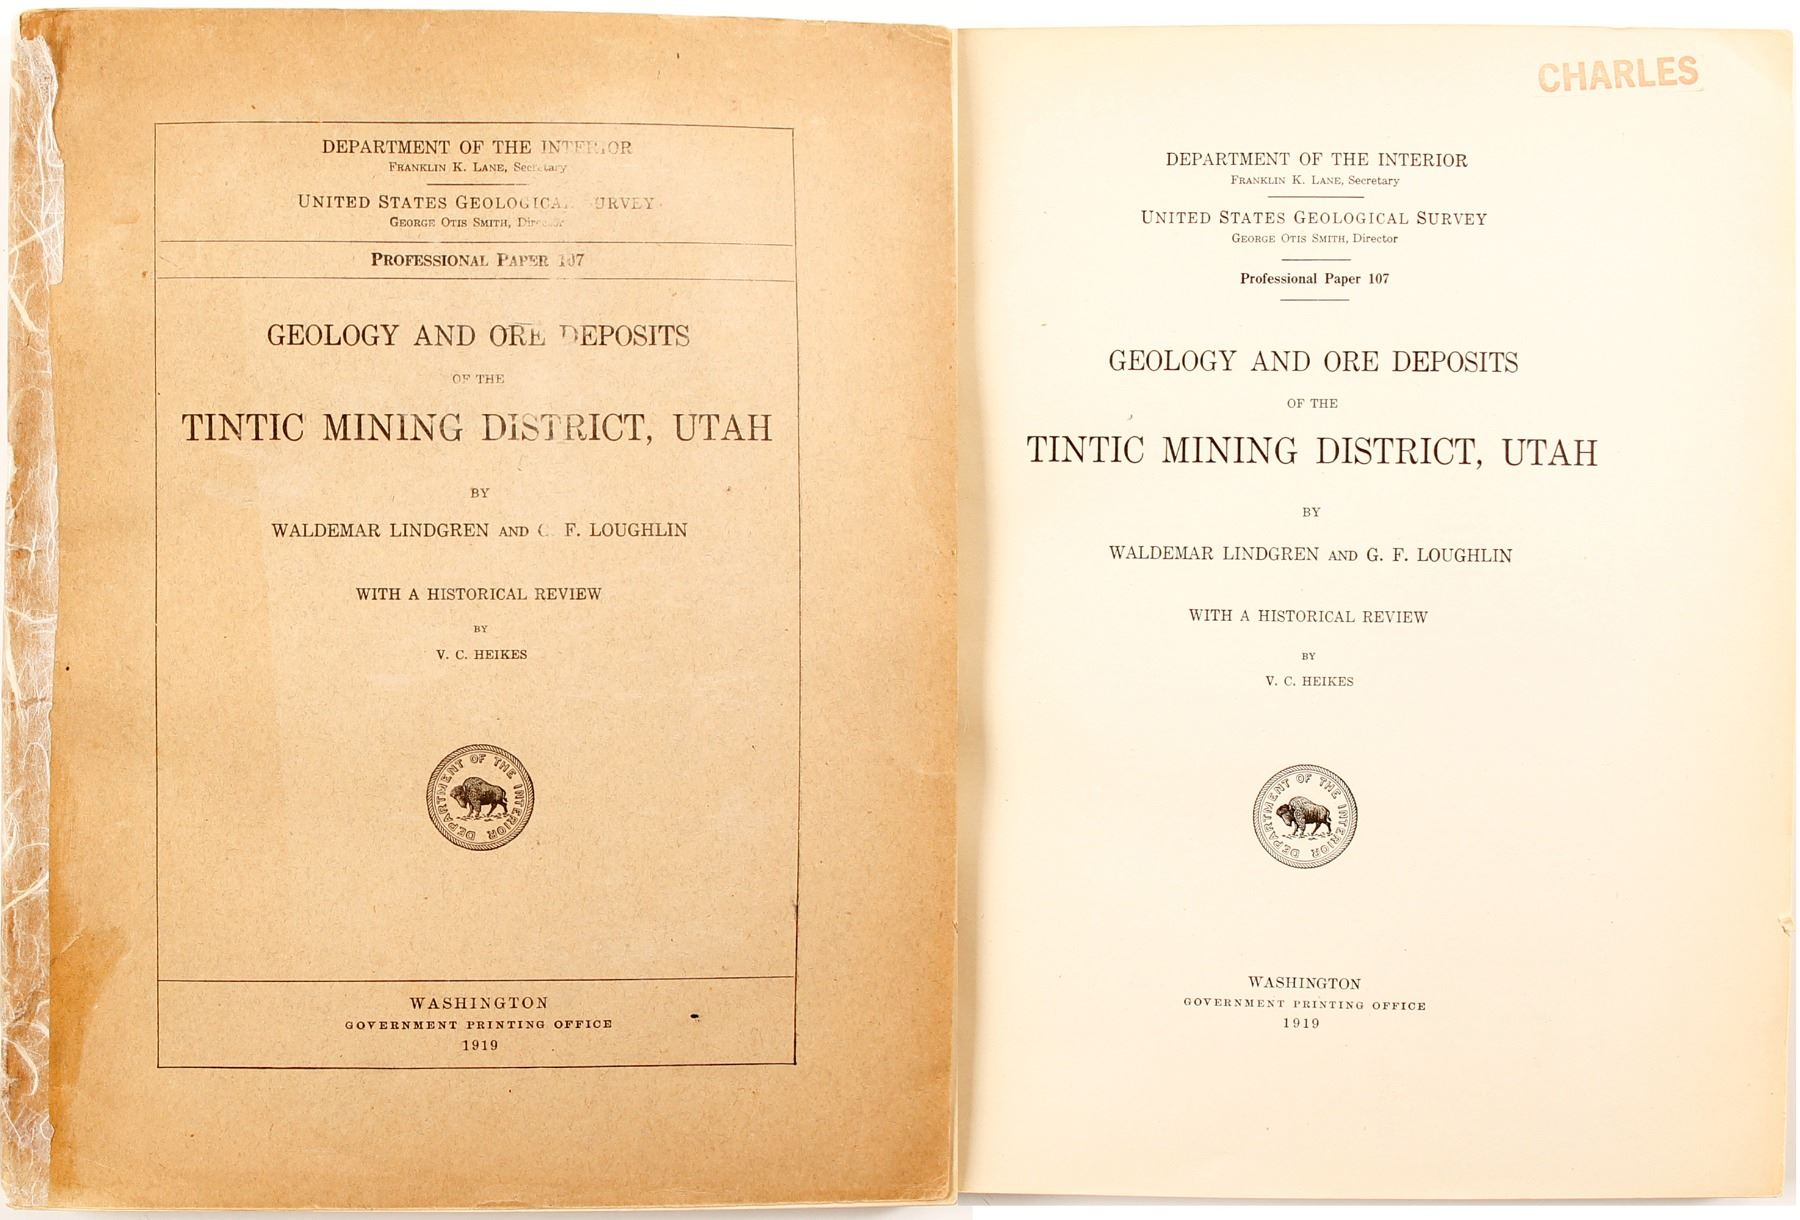 DEPARTMENT OF THE INTERIOR
FRANKLIN K. LANE, Secretary
UNITED STATES GEOLOGICAL SURVEY
GEORGE OTIS SMITH, Director
PROFESSIONAL PAPER 107
GEOLOGY AND ORE DEPOSITS
OF THE
TINTIC MINING DISTRICT, UTAH
BY
WALDEMAR LINDGREN AND G. F. LOUGHLIN
WITH A HISTORICAL REVIEW
BY
V. C. HEIKES
DEPARTMENT OF THE INTERIOR
WASHINGTON
GOVERNMENT PRINTING OFFICE
1919
CHARLES
DEPARTMENT OF THE INTERIOR
FRANKLIN K. LANE, Secretary
UNITED STATES GEOLOGICAL SURVEY
GEORGE OTIS SMITH, Director
Professional Paper 107
GEOLOGY AND ORE DEPOSITS
OF THE
TINTIC MINING DISTRICT, UTAH
BY
WALDEMAR LINDGREN AND G. F. LOUGHLIN
WITH A HISTORICAL REVIEW
BY
V. C. HEIKES
DEPARTMENT OF THE INTERIOR
WASHINGTON
GOVERNMENT PRINTING OFFICE
1919